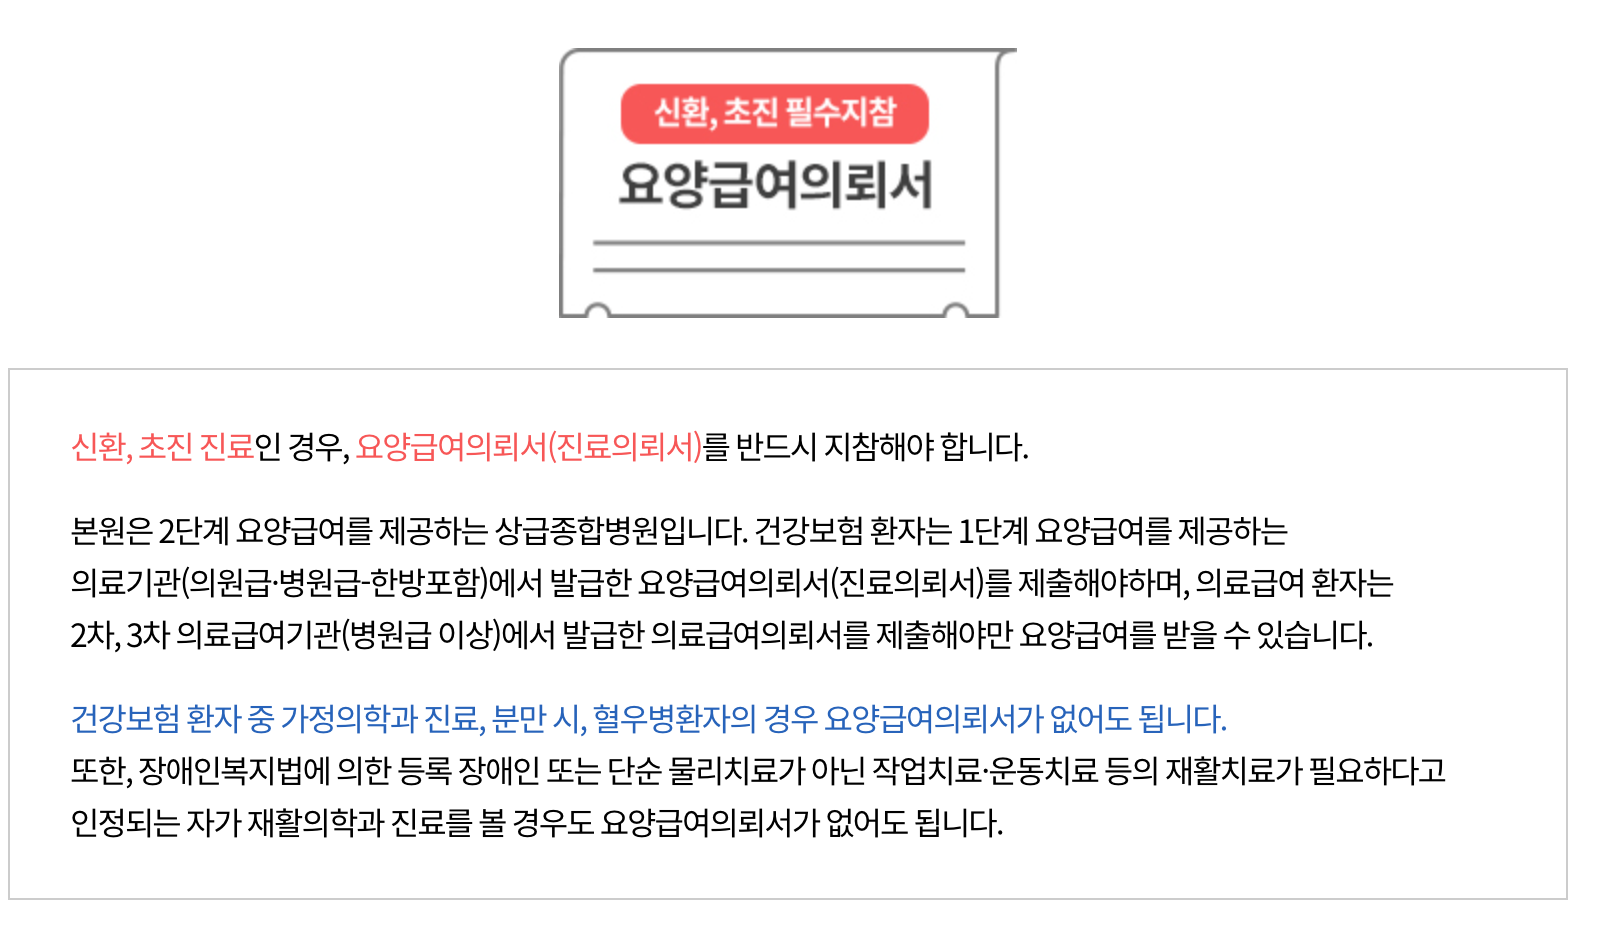 신환, 초진 필수지참
요양급여의뢰서
신환, 초진 진료인 경우, 요양급여의뢰서(진료의뢰서)를 반드시 지참해야 합니다.
본원은 2단계 요양급여를 제공하는 상급종합병원입니다. 건강보험 환자는 1단계 요양급여를 제공하는
의료기관(의원급·병원급-한방포함)에서 발급한 요양급여의뢰서(진료의뢰서)를 제출해야하며, 의료급여 환자는
2차, 3차 의료급여기관(병원급 이상)에서 발급한 의료급여의뢰서를 제출해야만 요양급여를 받을 수 있습니다.
건강보험 환자 중 가정의학과 진료, 분만 시, 혈우병환자의 경우 요양급여의뢰서가 없어도 됩니다.
또한, 장애인복지법에 의한 등록 장애인 또는 단순 물리치료가 아닌 작업치료·운동치료 등의 재활치료가 필요하다고
인정되는 자가 재활의학과 진료를 볼 경우도 요양급여의뢰서가 없어도 됩니다.